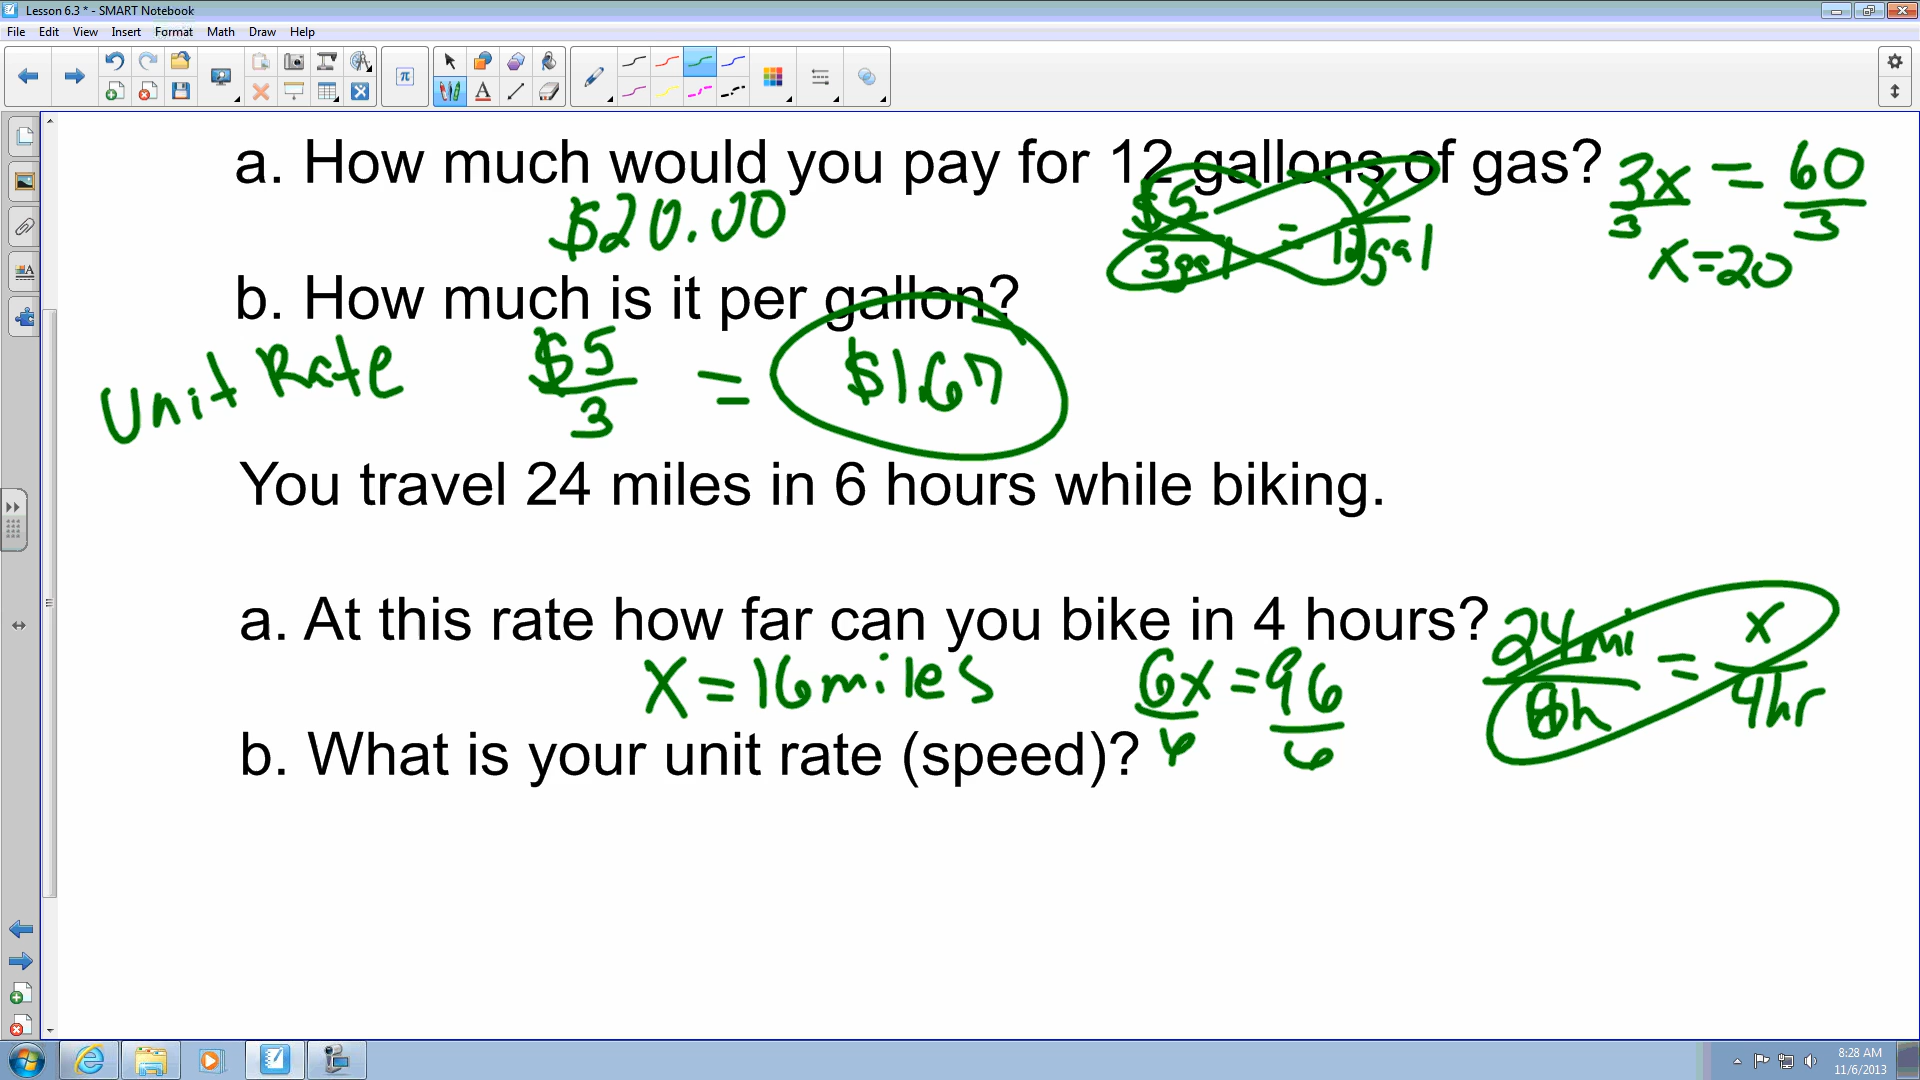 Lesson 6.3 * - SMART Notebook
File Edit View Insert Format Math Draw Help
a. How much would you pay for 12 gallons of gas?
$5 / 3gal = x / 12gal
3x / 3 = 60 / 3
$20.00
x=20
b. How much is it per gallon?
Unit Rate $5 / 3 = $1.67
You travel 24 miles in 6 hours while biking.
a. At this rate how far can you bike in 4 hours?
24mi / 6h = x / 4hr
x = 16 miles 6x / 6 = 96 / 6
b. What is your unit rate (speed)?
8:28 AM
11/6/2013